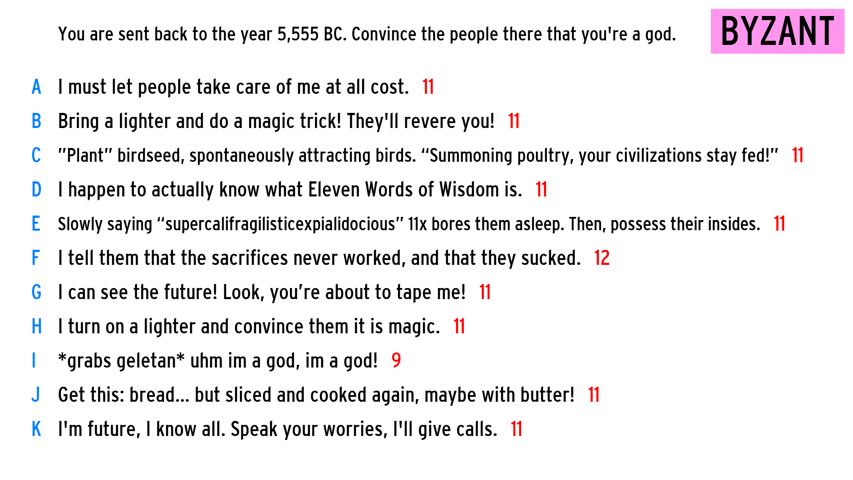 You are sent back to the year 5,555 BC. Convince the people there that you're a god.
BYZANT
A I must let people take care of me at all cost. 11
B Bring a lighter and do a magic trick! They'll revere you! 11
C ”Plant” birdseed, spontaneously attracting birds. “Summoning poultry, your civilizations stay fed!” 11
D I happen to actually know what Eleven Words of Wisdom is. 11
E Slowly saying “supercalifragilisticexpialidocious” 11x bores them asleep. Then, possess their insides. 11
F I tell them that the sacrifices never worked, and that they sucked. 12
G I can see the future! Look, you’re about to tape me! 11
H I turn on a lighter and convince them it is magic. 11
I *grabs geletan* uhm im a god, im a god! 9
J Get this: bread... but sliced and cooked again, maybe with butter! 11
K I'm future, I know all. Speak your worries, I'll give calls. 11